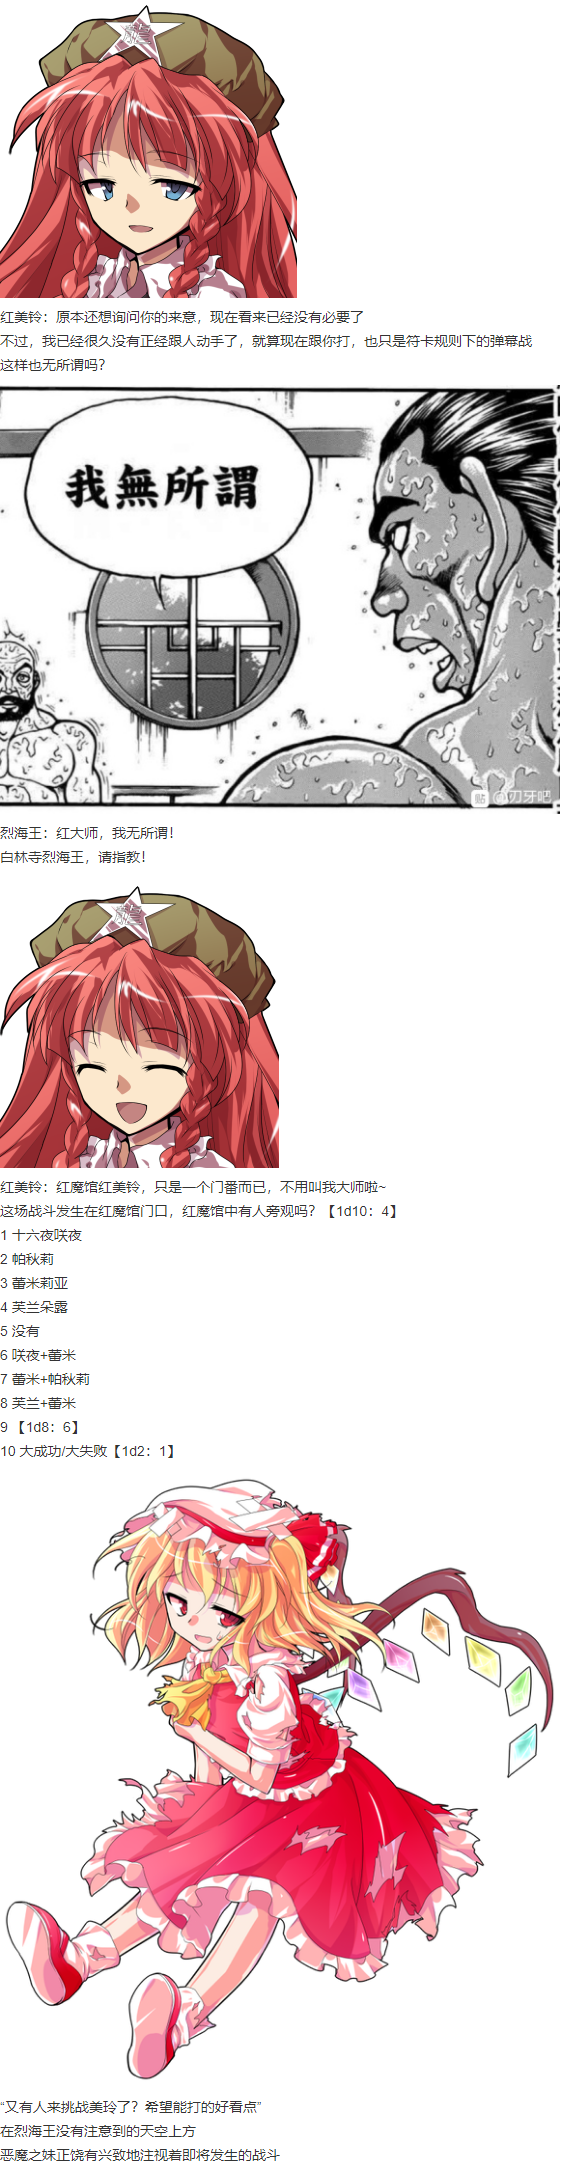 红美铃：原本还想询问你的来意，现在看来已经没有必要了
不过，我已经很久没有正经跟人动手了，就算现在跟你打，也只是符卡规则下的弹幕战
这样也无所谓吗？
我無所謂
贴 @刃牙吧
烈海王：红大师，我无所谓！
白林寺烈海王，请指教！
红美铃：红魔馆红美铃，只是一个门番而已，不用叫我大师啦~
这场战斗发生在红魔馆门口，红魔馆中有人旁观吗？【1d10：4】
1 十六夜咲夜
2 帕秋莉
3 蕾米莉亚
4 芙兰朵露
5 没有
6 咲夜+蕾米
7 蕾米+帕秋莉
8 芙兰+蕾米
9 【1d8：6】
10 大成功/大失败【1d2：1】
“又有人来挑战美玲了？希望能打的好看点”
在烈海王没有注意到的天空上方
恶魔之妹正饶有兴致地注视着即将发生的战斗